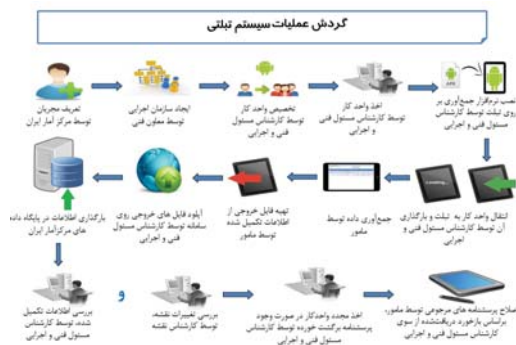 گردش عملیات سیستم تبلتی
تعریف مجریان
توسط مرکز آمار ایران
ایجاد سازمان اجرایی
توسط معاون فنی
تخصیص واحد کار
توسط کارشناس مسئول
فنی و اجرایی
اخذ واحد کار
توسط کارشناس مسئول فنی
و اجرایی
نصب نرم‌افزار جمع‌آوری بر
روی تبلت توسط کارشناس
مسئول فنی و اجرایی
انتقال واحد کار به تبلت و بارگذاری
آن توسط کارشناس مسئول فنی و
اجرایی
جمع‌آوری داده توسط
مامور
تهیه فایل خروجی از
اطلاعات تکمیل شده
توسط مامور
آپلود فایل های خروجی روی
سامانه توسط کارشناس مسئول
فنی و اجرایی
بارگذاری اطلاعات در پایگاه داده
های مرکزآمار ایران
بررسی اطلاعات تکمیل
شده، توسط کارشناس
مسئول فنی و اجرایی
و
بررسی تغییرات نقشه،
توسط کارشناس نقشه
اخذ مجدد واحدکار در صورت وجود
پرسشنامه برگشت خورده توسط کارشناس
مسئول فنی و اجرایی
صلاح پرسشنامه های مرجوعی توسط مامور،
براساس بازخورد دریافت‌شده از سوی
کارشناس مسئول فنی و اجرایی